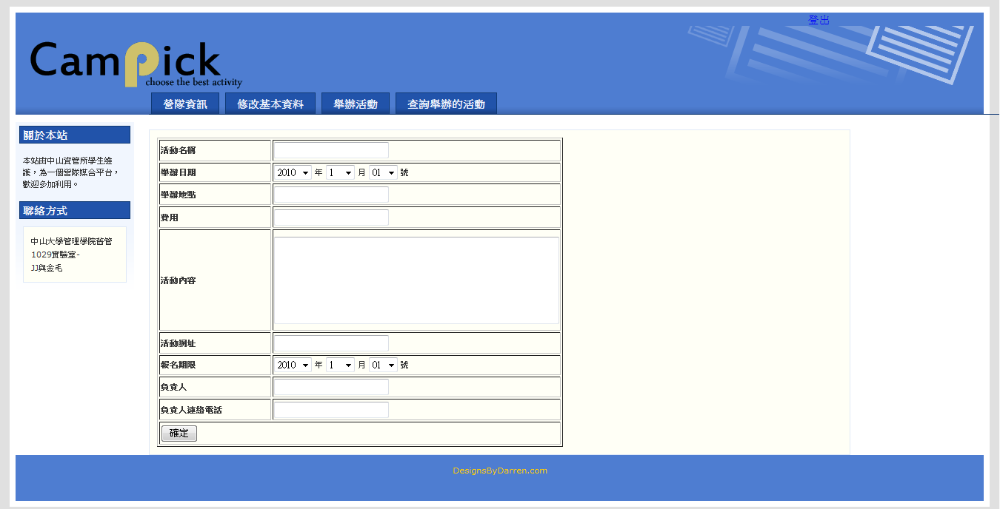 登出
Campick
choose the best activity
營隊資訊 修改基本資料 舉辦活動 查詢舉辦的活動
關於本站
本站由中山資管所學生維
護，為一個營隊媒合平台，
歡迎多加利用。
聯絡方式
中山大學管理學院舊管
1029實驗室-
JJ與金毛
活動名稱
舉辦日期 2010 年 1 月 01 號
舉辦地點
費用
活動內容
活動網址
報名期限 2010 年 1 月 01 號
負責人
負責人連絡電話
確定
DesignsByDarren.com